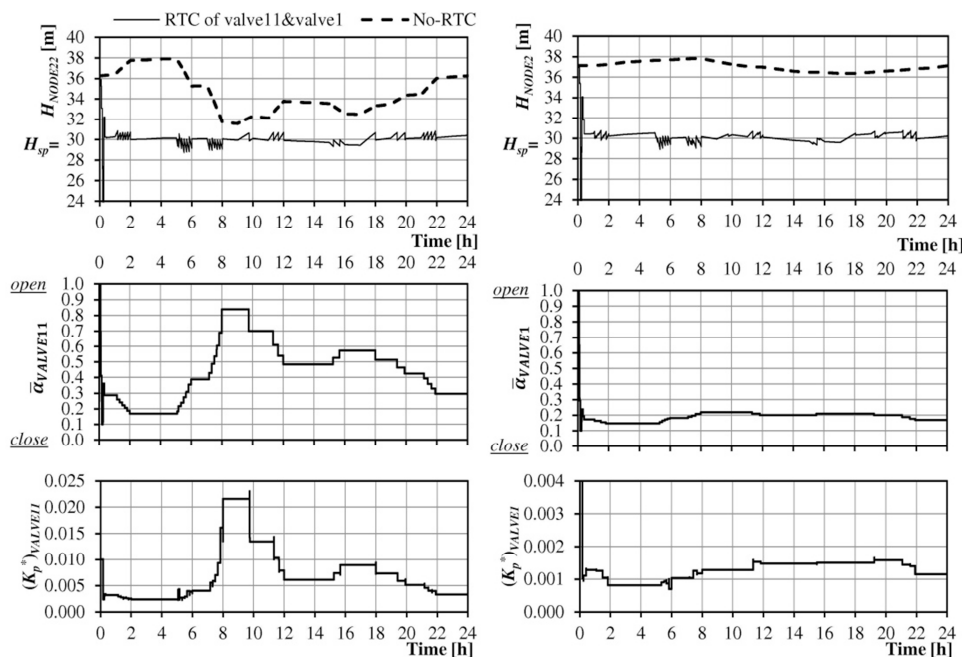 RTC of valve11&valve1 No-RTC
H_NODE22 [m]
40
38
36
34
32
H_sp= 30
28
26
24
0 2 4 6 8 10 12 14 16 18 20 22 24
Time [h]
0 2 4 6 8 10 12 14 16 18 20 22 24
open
ᾱ_VALVE11
1.0
0.9
0.8
0.7
0.6
0.5
0.4
0.3
0.2
0.1
0.0
close
(K_p*)_VALVE11
0.025
0.020
0.015
0.010
0.005
0.000
0 2 4 6 8 10 12 14 16 18 20 22 24
Time [h]
H_NODE2 [m]
40
38
36
34
32
H_sp= 30
28
26
24
0 2 4 6 8 10 12 14 16 18 20 22 24
Time [h]
0 2 4 6 8 10 12 14 16 18 20 22 24
open
ᾱ_VALVE1
1.0
0.9
0.8
0.7
0.6
0.5
0.4
0.3
0.2
0.1
0.0
close
(K_p*)_VALVE1
0.004
0.003
0.002
0.001
0.000
0 2 4 6 8 10 12 14 16 18 20 22 24
Time [h]